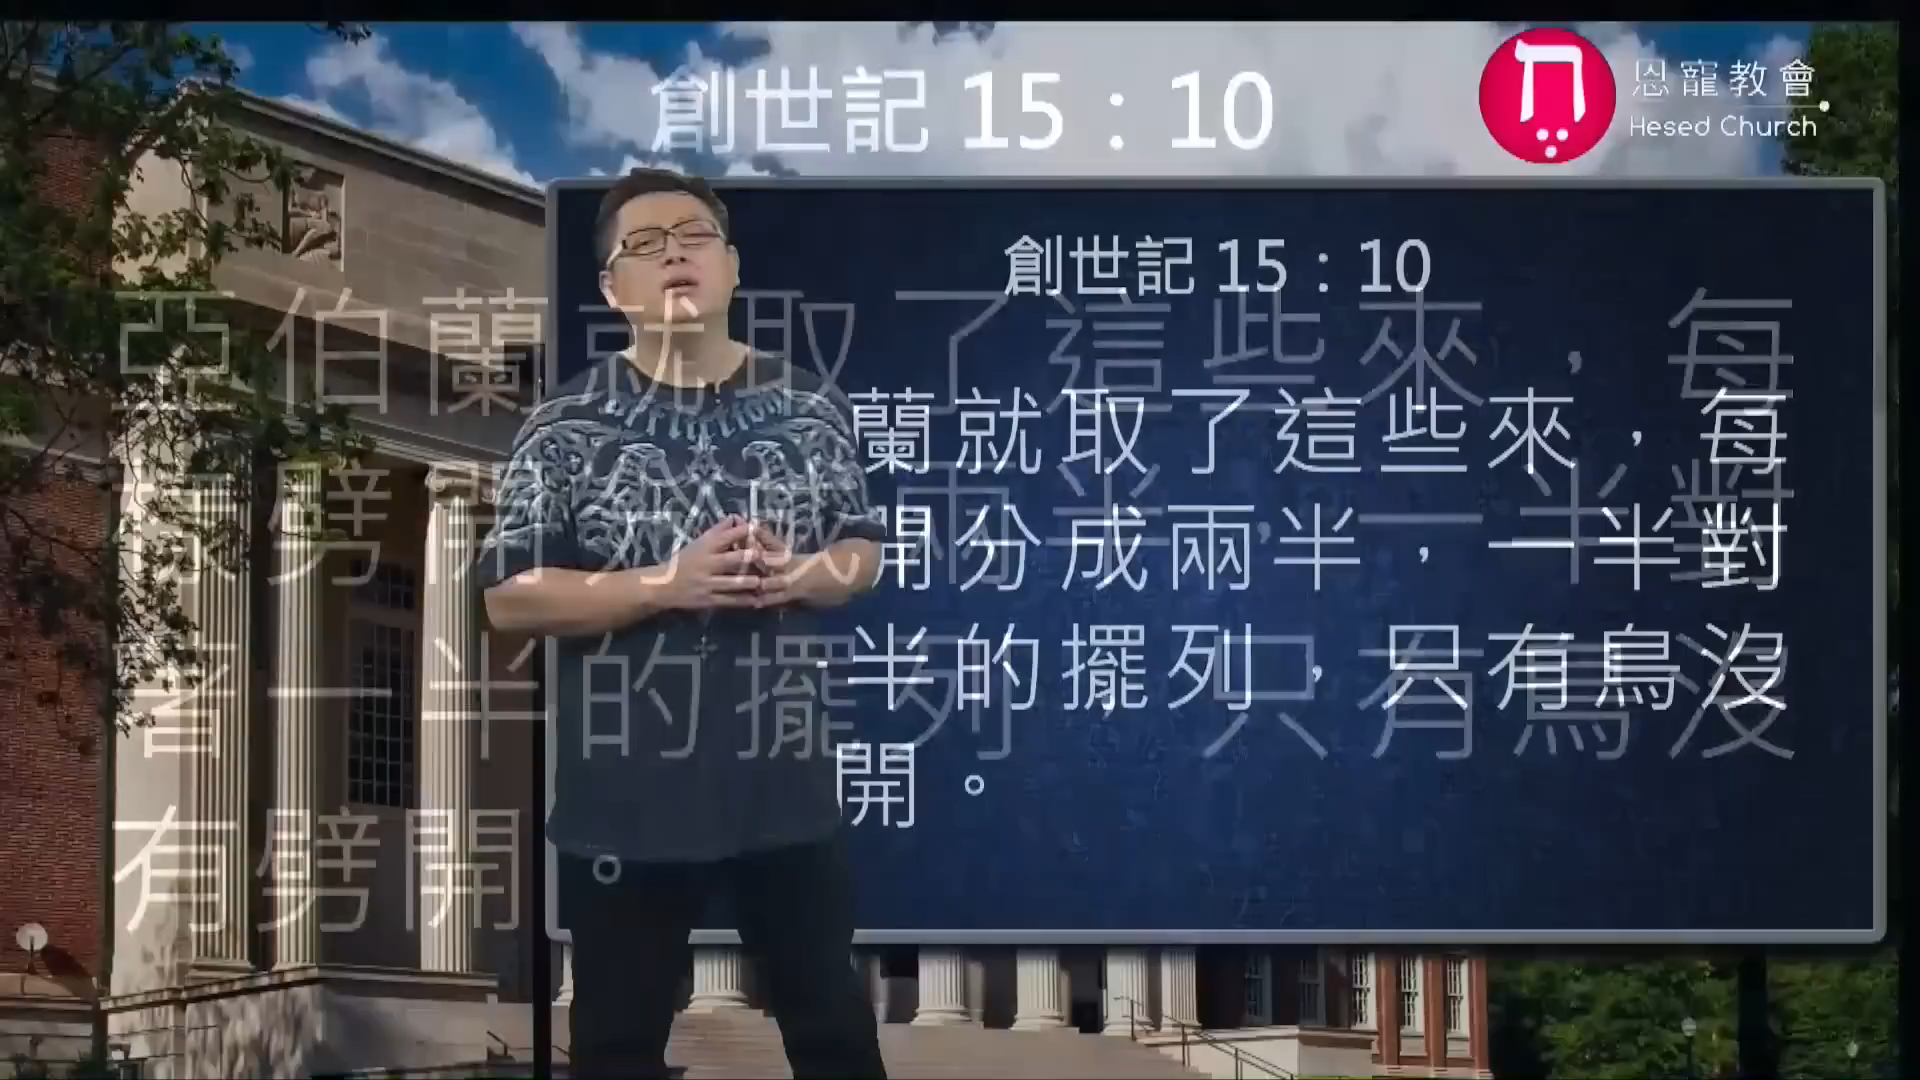 創世記 15：10
恩寵教會
Hesed Church
創世記 15：10
亞伯蘭就取了這些來，每
樣劈開分成兩半，一半對
著一半的擺列，只有鳥沒
有劈開。
蘭就取了這些來，每
開分成兩半，一半對
半的擺列，只有鳥沒
開。